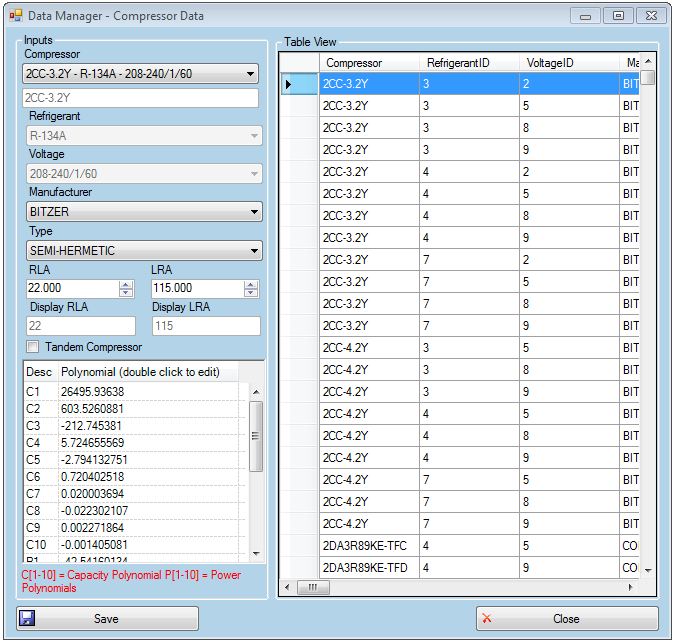 Data Manager - Compressor Data
Inputs
Compressor
2CC-3.2Y - R-134A - 208-240/1/60
2CC-3.2Y
Refrigerant
R-134A
Voltage
208-240/1/60
Manufacturer
BITZER
Type
SEMI-HERMETIC
RLA LRA
22.000 115.000
Display RLA Display LRA
22 115
Tandem Compressor
Desc Polynomial (double click to edit)
C1 26495.93638
C2 603.5260881
C3 -212.745381
C4 5.724655569
C5 -2.794132751
C6 0.720402518
C7 0.020003694
C8 -0.022302107
C9 0.002271864
C10 -0.001405081
C[1-10] = Capacity Polynomial P[1-10] = Power
Polynomials
Save
Table View
Compressor RefrigerantID VoltageID Ma
2CC-3.2Y 3 2 BIT
2CC-3.2Y 3 5 BIT
2CC-3.2Y 3 8 BIT
2CC-3.2Y 3 9 BIT
2CC-3.2Y 4 2 BIT
2CC-3.2Y 4 5 BIT
2CC-3.2Y 4 8 BIT
2CC-3.2Y 4 9 BIT
2CC-3.2Y 7 2 BIT
2CC-3.2Y 7 5 BIT
2CC-3.2Y 7 8 BIT
2CC-3.2Y 7 9 BIT
2CC-4.2Y 3 5 BIT
2CC-4.2Y 3 8 BIT
2CC-4.2Y 3 9 BIT
2CC-4.2Y 4 5 BIT
2CC-4.2Y 4 8 BIT
2CC-4.2Y 4 9 BIT
2CC-4.2Y 7 5 BIT
2CC-4.2Y 7 8 BIT
2CC-4.2Y 7 9 BIT
2DA3R89KE-TFC 4 5 CO
2DA3R89KE-TFD 4 9 CO
Close